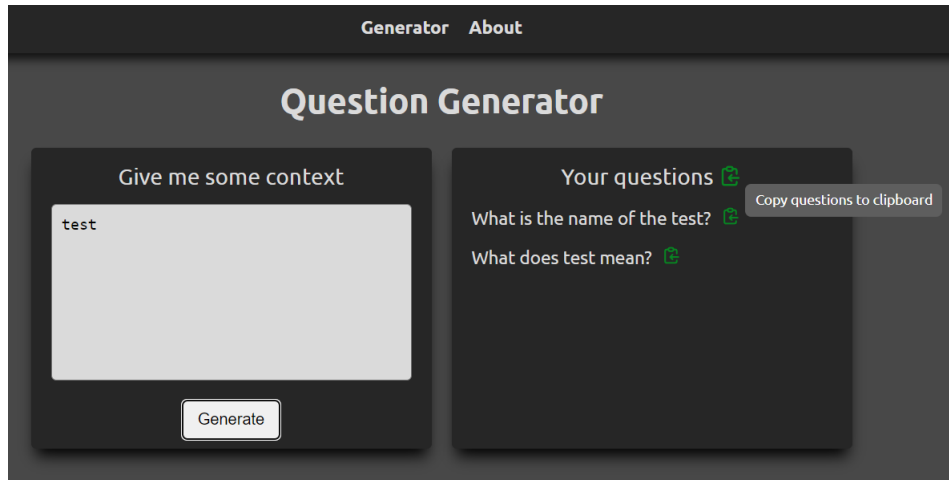 Generator About
Question Generator
Give me some context
test
Generate
Your questions
Copy questions to clipboard
What is the name of the test?
What does test mean?